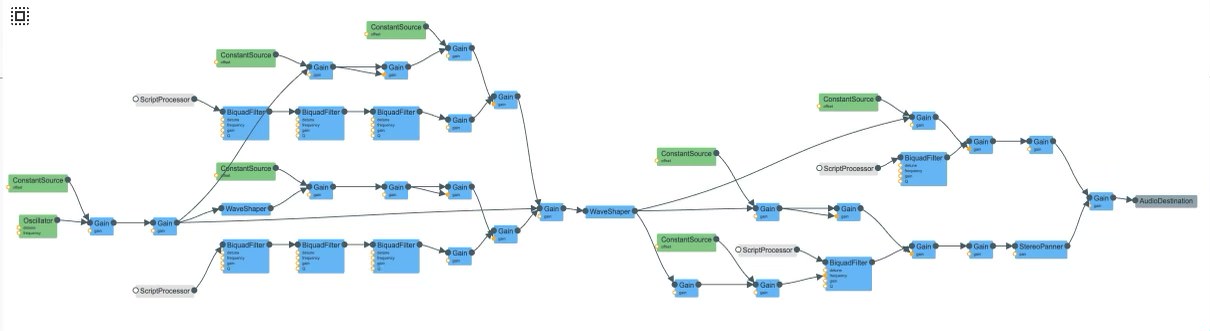 ConstantSource
offset
ConstantSource
offset
Gain
gain
Gain
gain
Gain
gain
ScriptProcessor
BiquadFilter
detune
frequency
gain
Q
BiquadFilter
detune
frequency
gain
Q
BiquadFilter
detune
frequency
gain
Q
Gain
gain
Gain
gain
ConstantSource
offset
ConstantSource
offset
Gain
gain
Gain
gain
Gain
gain
WaveShaper
Oscillator
detune
frequency
Gain
gain
Gain
gain
BiquadFilter
detune
frequency
gain
Q
BiquadFilter
detune
frequency
gain
Q
BiquadFilter
detune
frequency
gain
Q
Gain
gain
Gain
gain
ScriptProcessor
Gain
gain
WaveShaper
ConstantSource
offset
Gain
gain
ConstantSource
offset
ScriptProcessor
BiquadFilter
detune
frequency
gain
Q
Gain
gain
Gain
gain
Gain
gain
Gain
gain
ConstantSource
offset
ScriptProcessor
BiquadFilter
detune
frequency
gain
Q
Gain
gain
Gain
gain
Gain
gain
Gain
gain
StereoPanner
pan
Gain
gain
AudioDestination